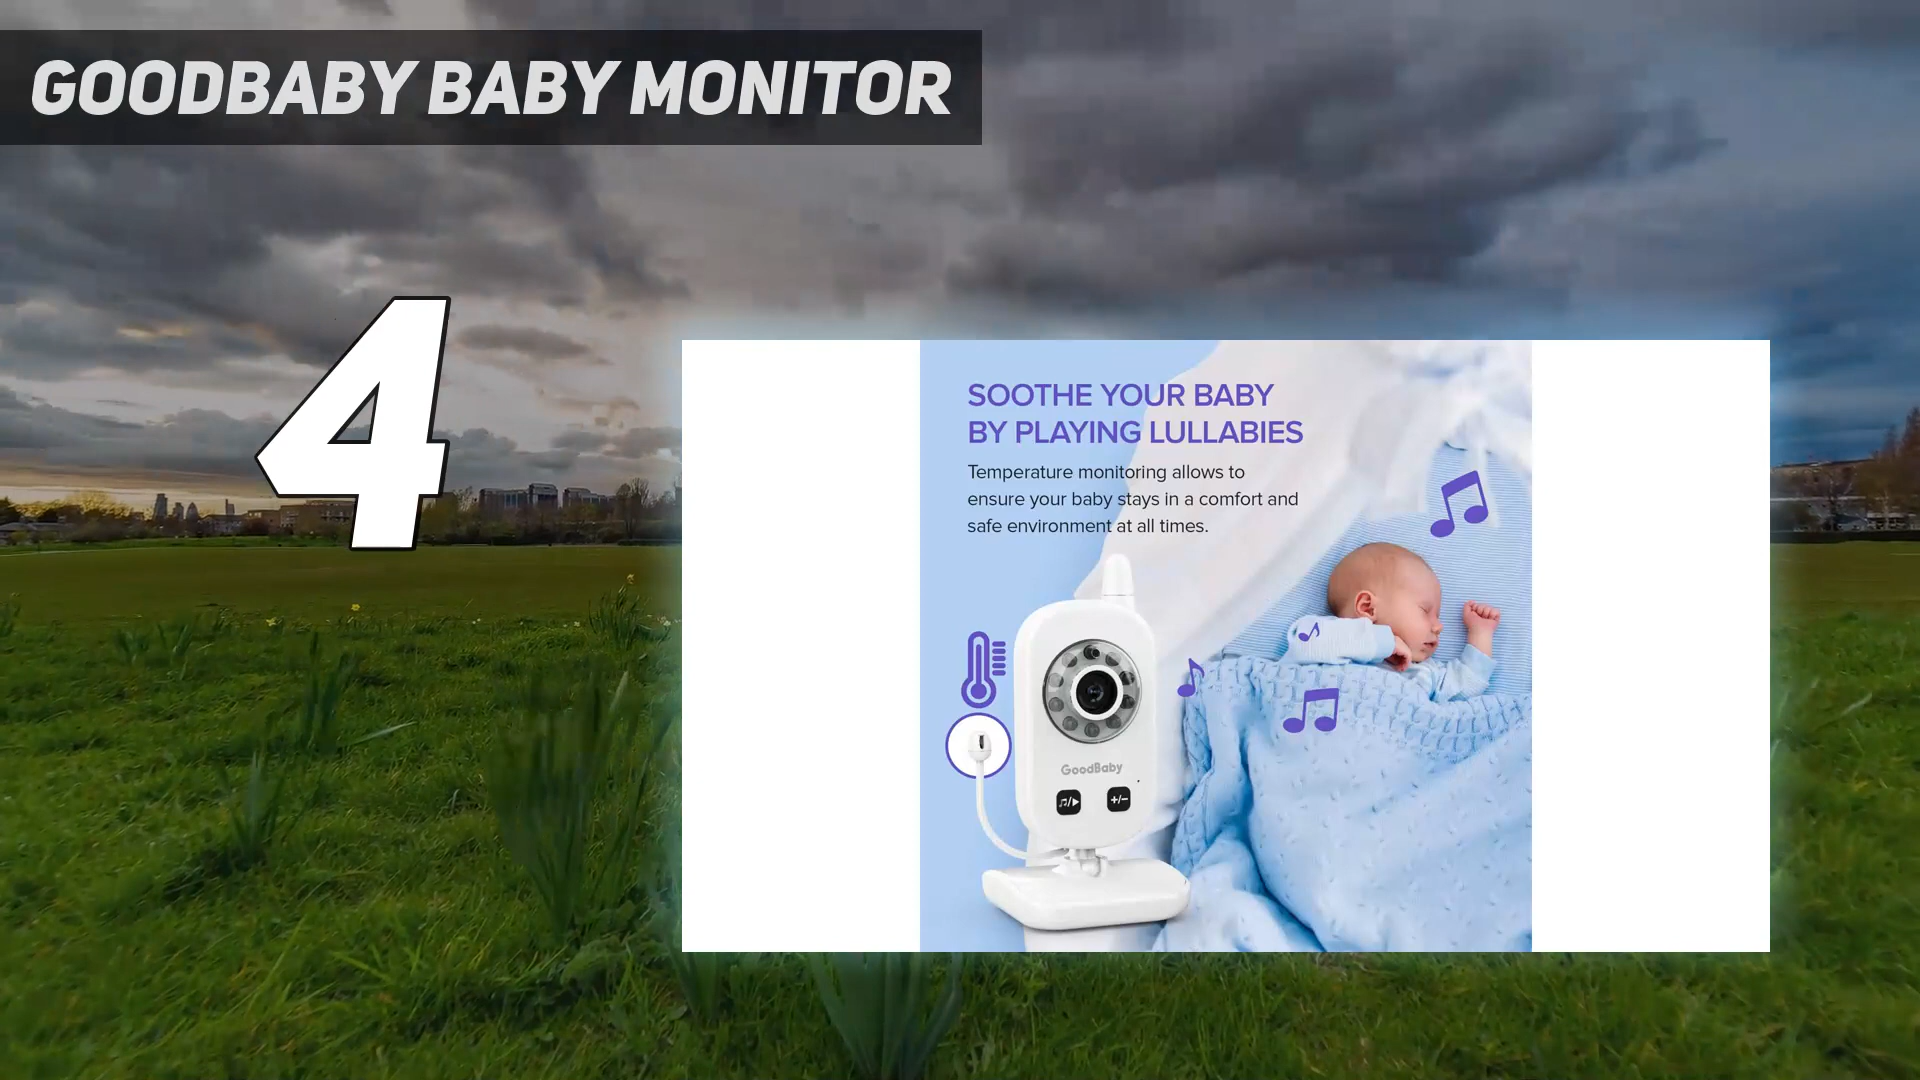 GOODBABY BABY MONITOR
4
SOOTHE YOUR BABY
BY PLAYING LULLABIES
Temperature monitoring allows to
ensure your baby stays in a comfort and
safe environment at all times.
GoodBaby
+/−